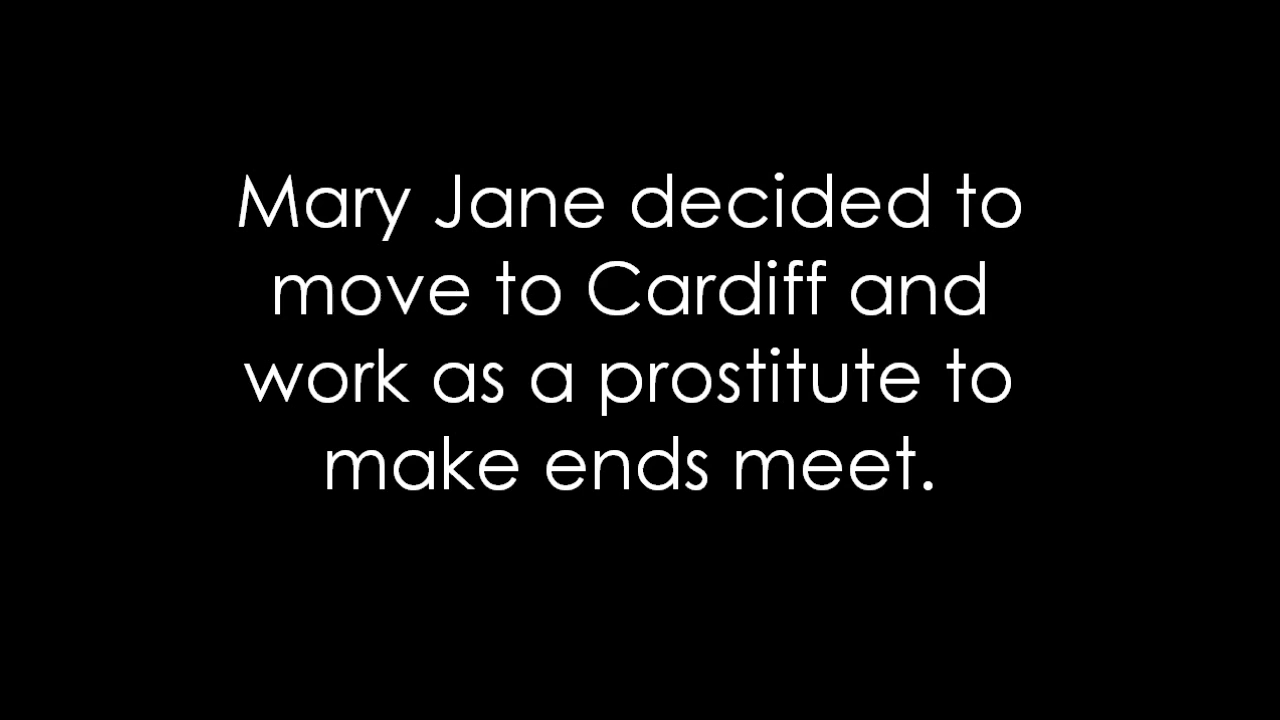 Mary Jane decided to
move to Cardiff and
work as a prostitute to
make ends meet.